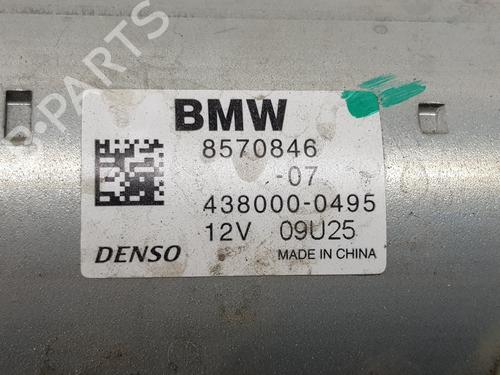 B-PARTS
BMW
8570846
-07
438000-0495
12V 09U25
DENSO MADE IN CHINA